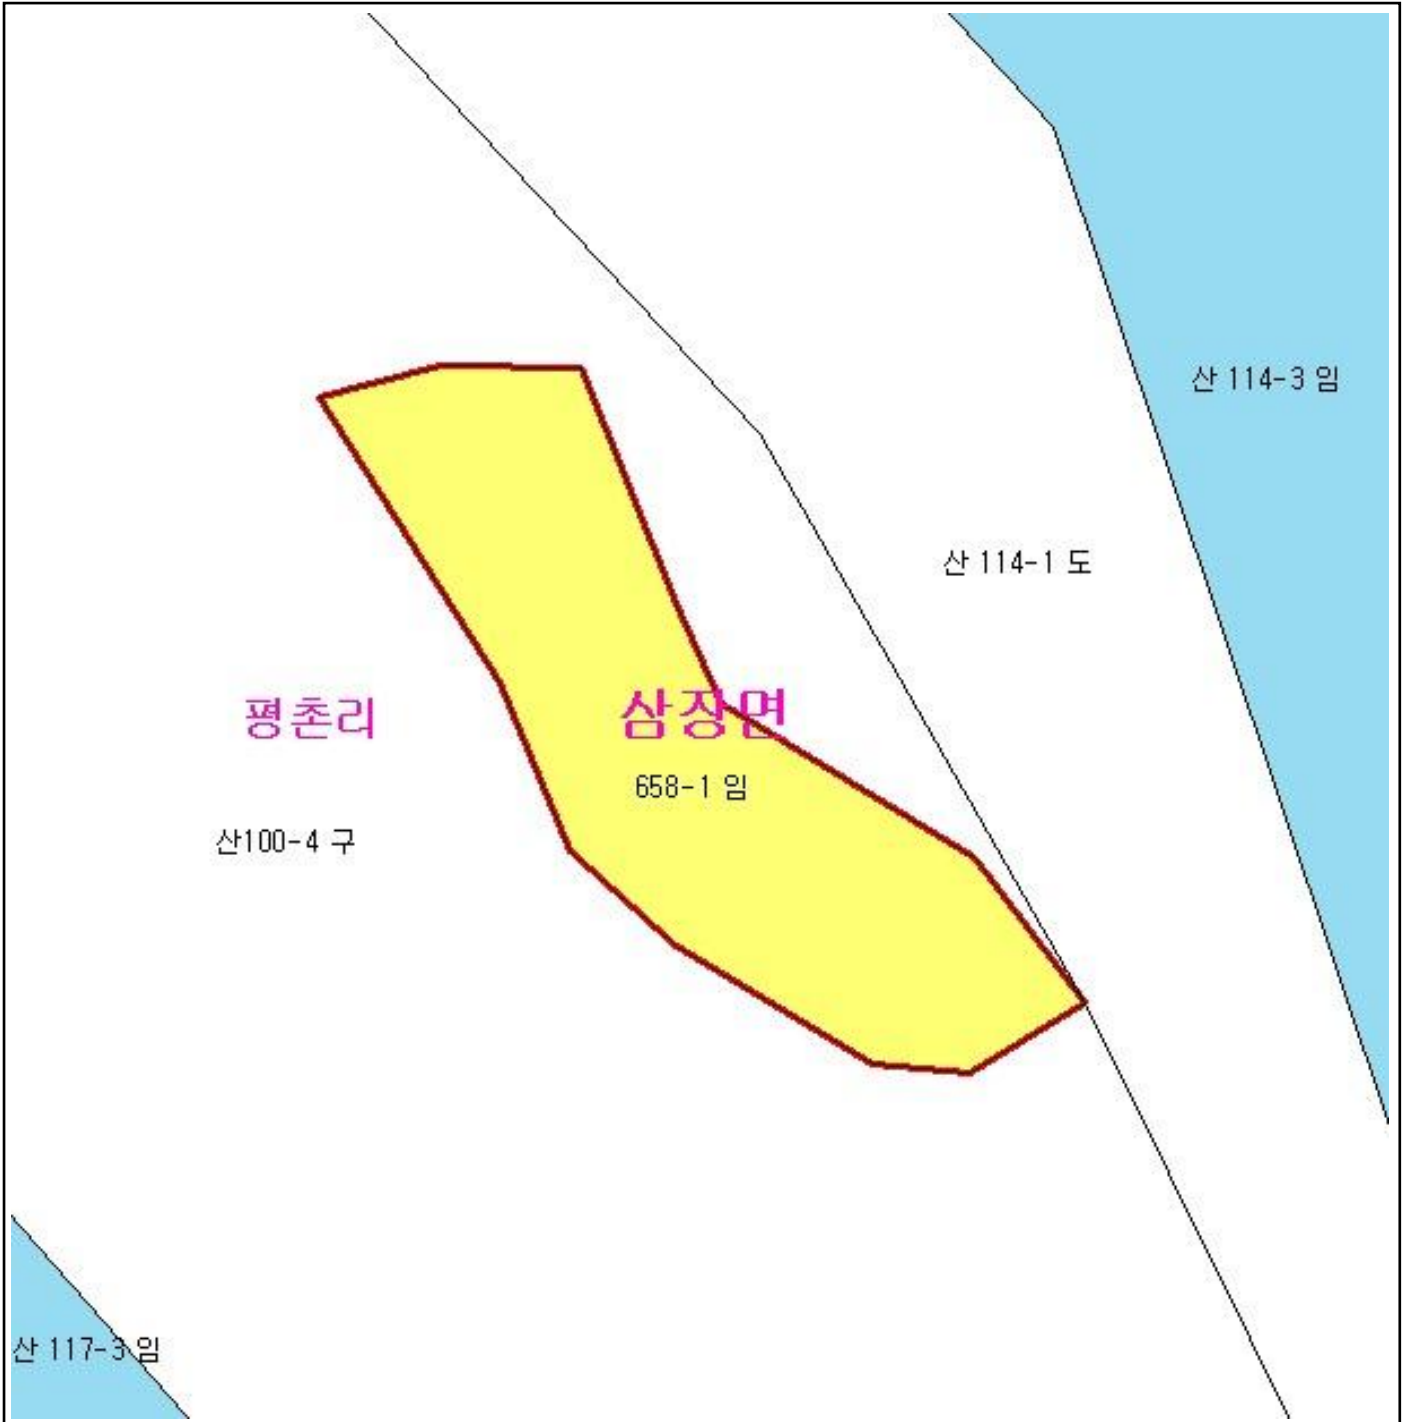 산 114-3 임
산 114-1 도
평촌리
삼장면
658-1 임
산100-4 구
산 117-3 임